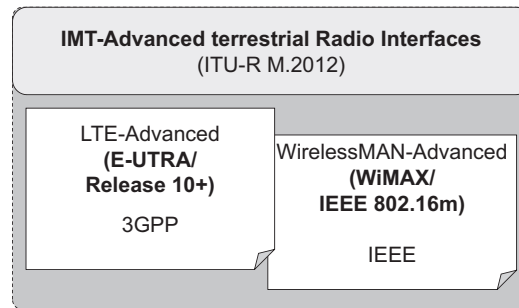 IMT-Advanced terrestrial Radio Interfaces
(ITU-R M.2012)
LTE-Advanced
(E-UTRA/
Release 10+)
3GPP
WirelessMAN-Advanced
(WiMAX/
IEEE 802.16m)
IEEE